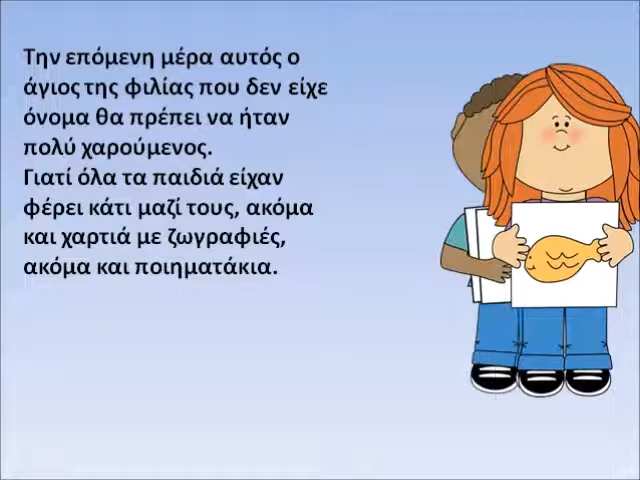 Την επόμενη μέρα αυτός ο
άγιος της φιλίας που δεν είχε
όνομα θα πρέπει να ήταν
πολύ χαρούμενος.
Γιατί όλα τα παιδιά είχαν
φέρει κάτι μαζί τους, ακόμα
και χαρτιά με ζωγραφιές,
ακόμα και ποιηματάκια.